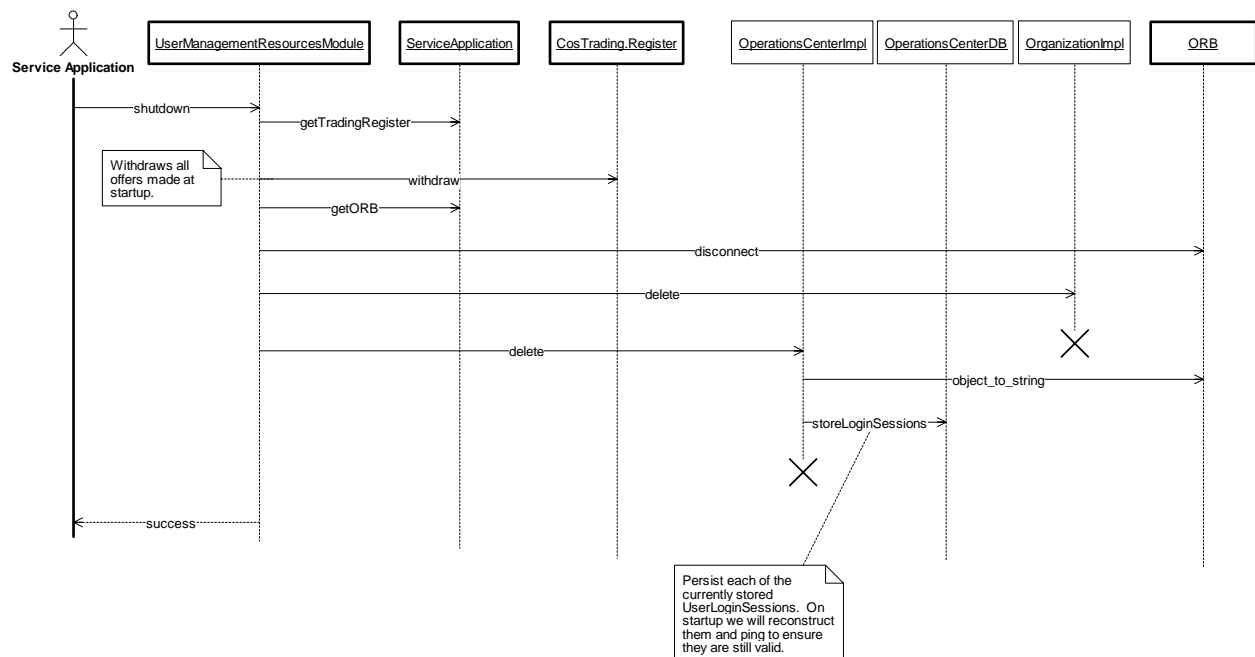 UserManagementResourcesModule
ServiceApplication
CosTrading.Register
OperationsCenterImpl
OperationsCenterDB
OrganizationImpl
ORB
Service Application
shutdown
getTradingRegister
Withdraws all
offers made at
startup.
withdraw
getORB
disconnect
delete
delete
object_to_string
storeLoginSessions
success
Persist each of the
currently stored
UserLoginSessions. On
startup we will reconstruct
them and ping to ensure
they are still valid.